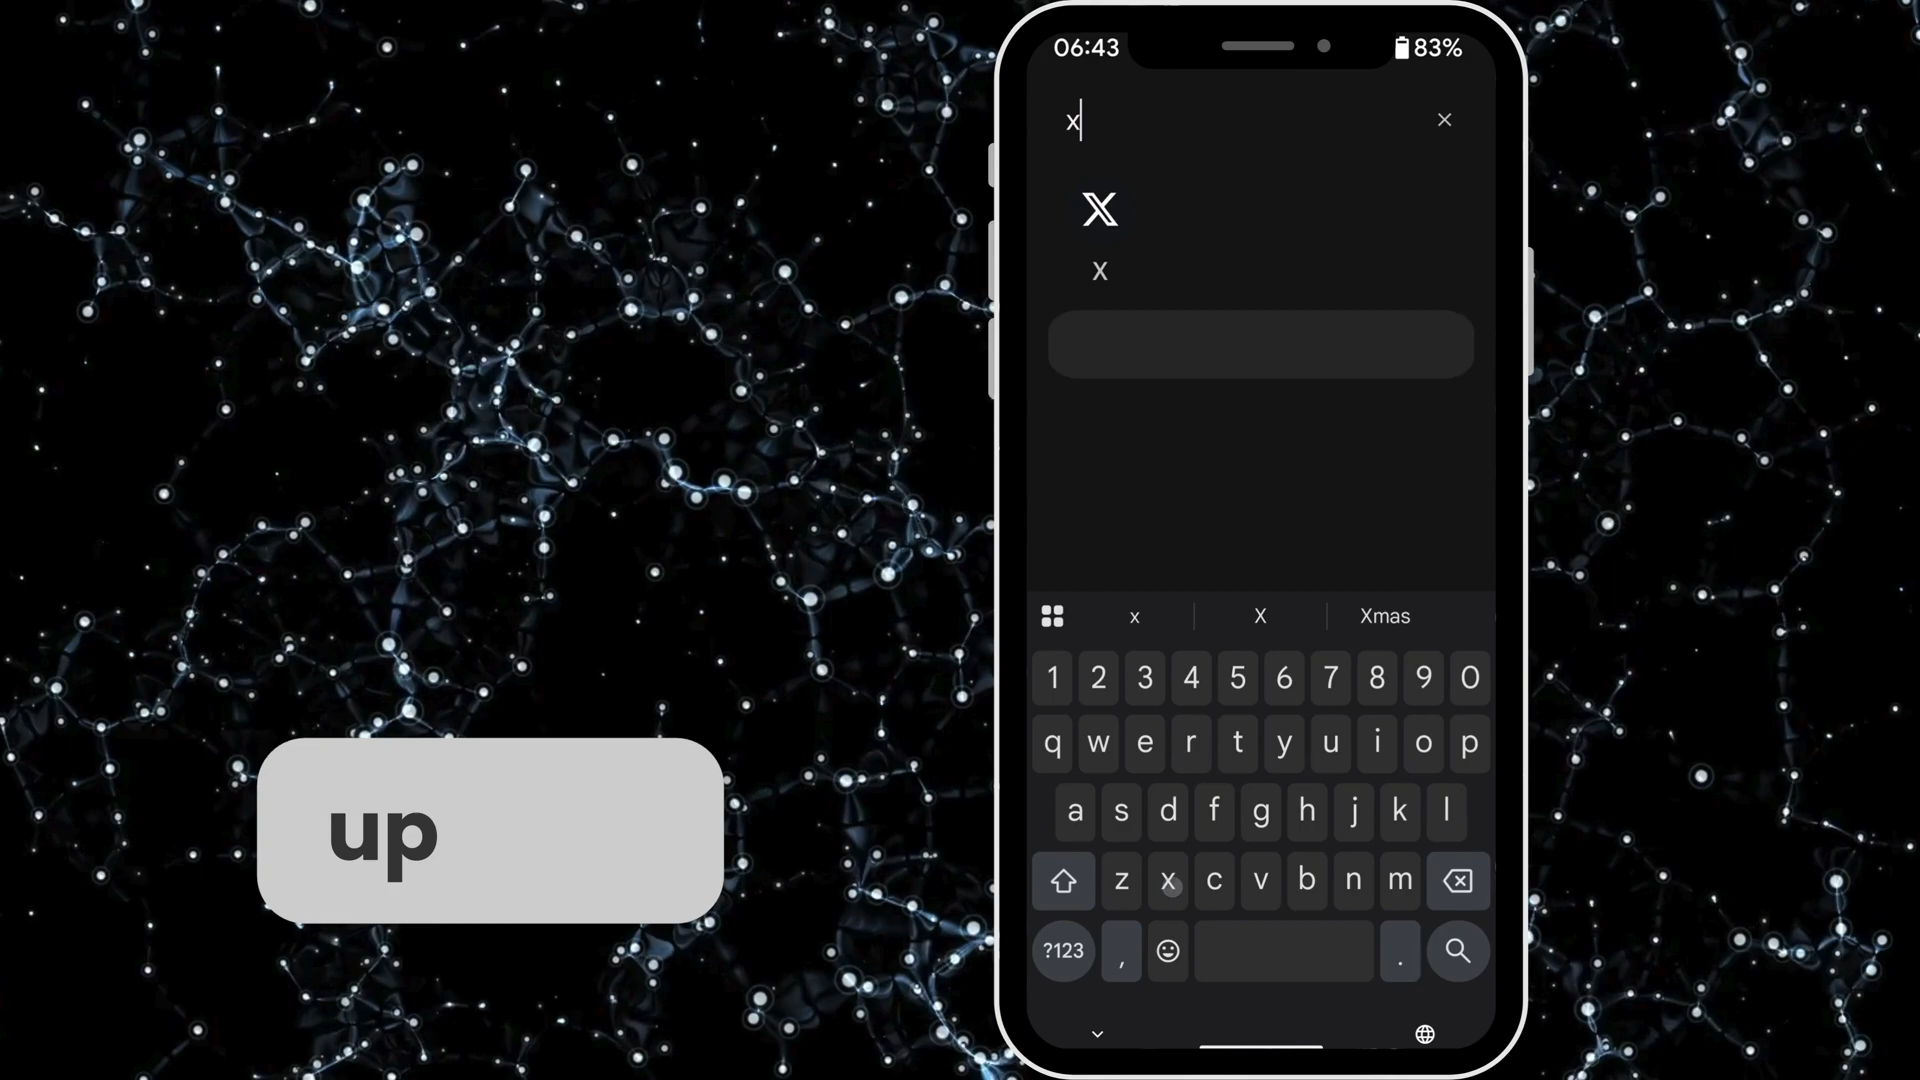 06:43
83%
x
X
X
x X Xmas
1 2 3 4 5 6 7 8 9 0
q w e r t y u i o p
a s d f g h j k l
z x c v b n m
?123 , .
up